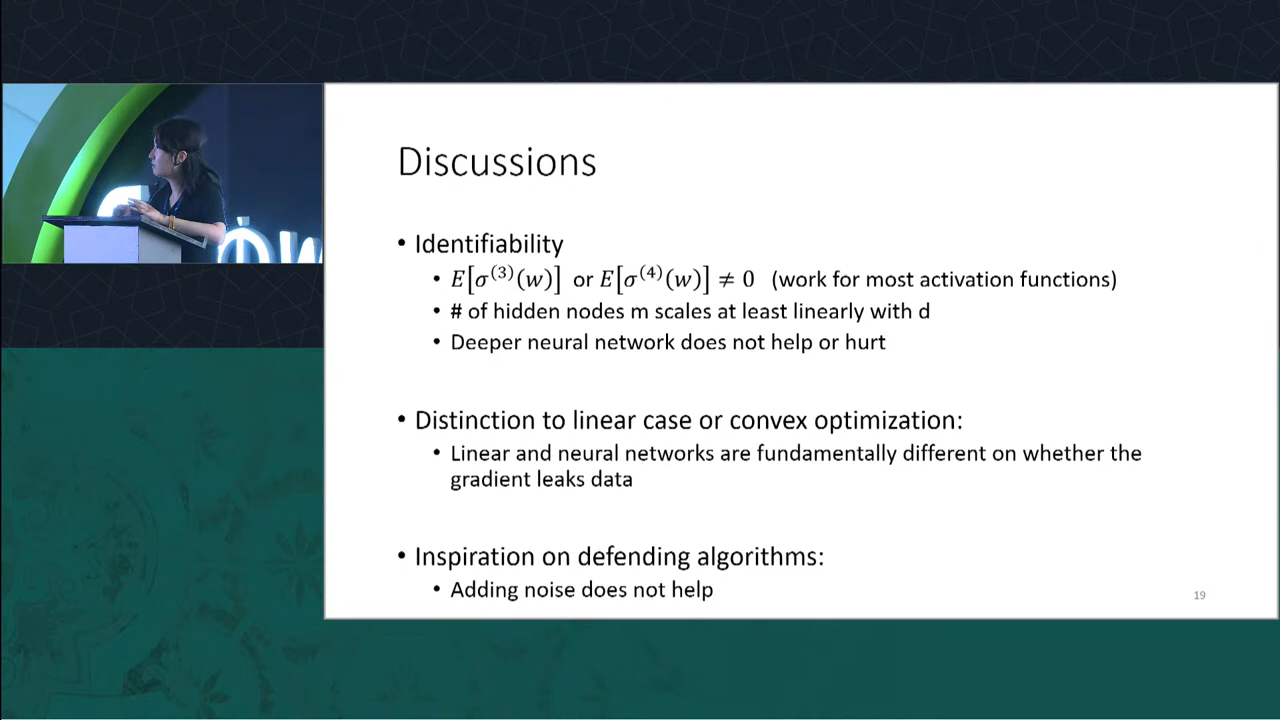 Discussions
• Identifiability
• E[σ⁽³⁾(w)] or E[σ⁽⁴⁾(w)] ≠ 0 (work for most activation functions)
• # of hidden nodes m scales at least linearly with d
• Deeper neural network does not help or hurt
• Distinction to linear case or convex optimization:
• Linear and neural networks are fundamentally different on whether the
gradient leaks data
• Inspiration on defending algorithms:
• Adding noise does not help
19